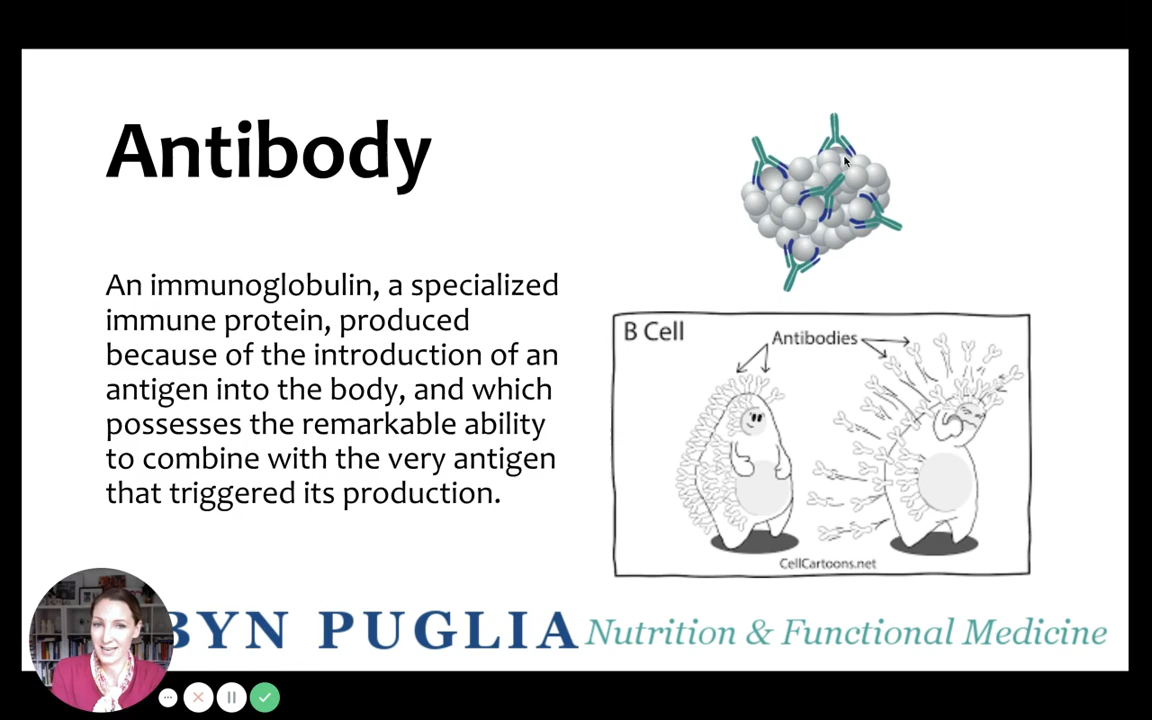 Antibody
An immunoglobulin, a specialized
immune protein, produced
because of the introduction of an
antigen into the body, and which
possesses the remarkable ability
to combine with the very antigen
that triggered its production.
B Cell
Antibodies
CellCartoons.net
BYN PUGLIA Nutrition & Functional Medicine